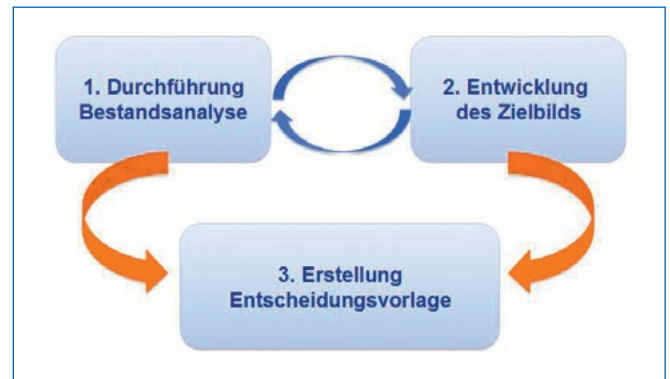 1. Durchführung
Bestandsanalyse
2. Entwicklung
des Zielbilds
3. Erstellung
Entscheidungsvorlage